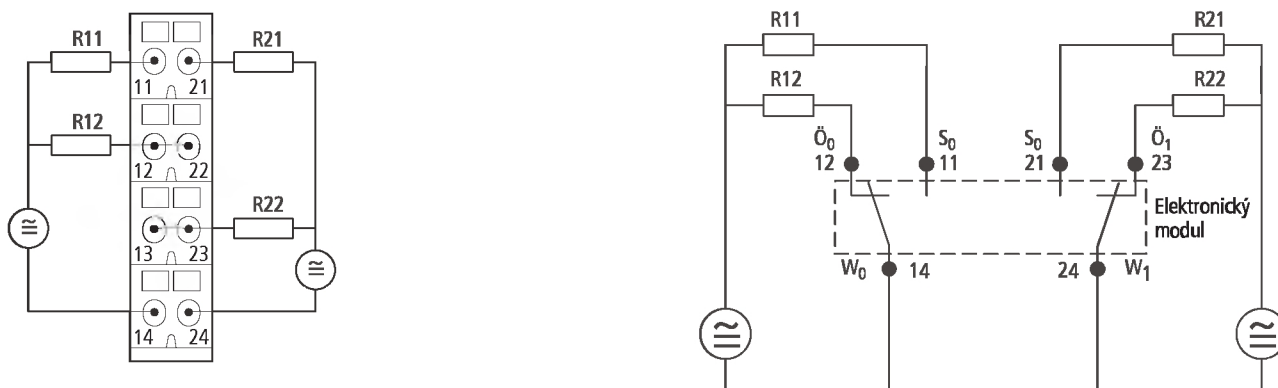 R11 R21
11 21
R12
12 22
R22
13 23
14 24
R11 R21
R12 R22
Ö0 S0 S0 Ö1
12 11 21 23
Elektronický
modul
W0 14 24 W1